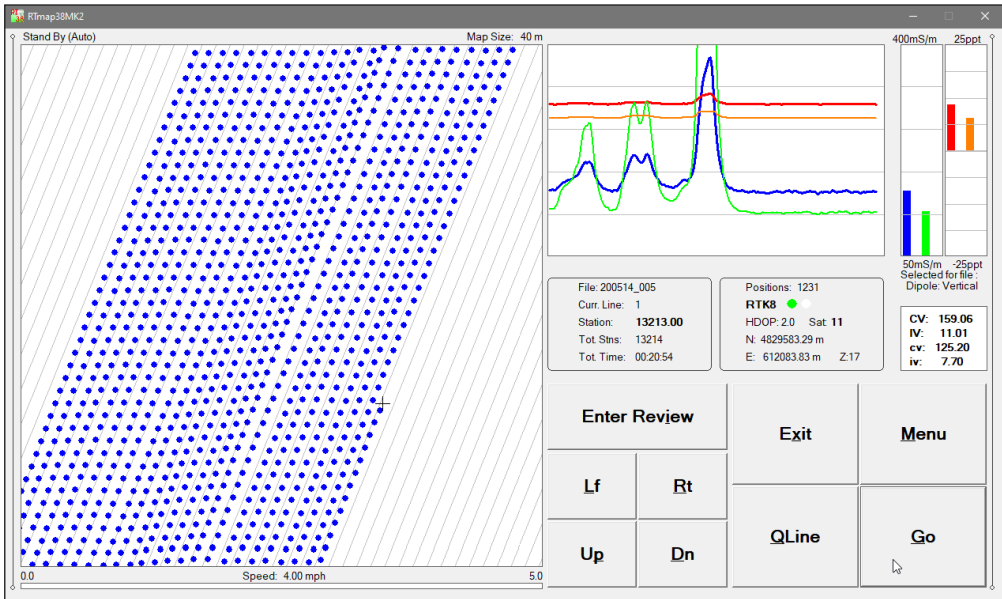 RTmap38MK2
Stand By (Auto)
Map Size: 40 m
400mS/m 25ppt
50mS/m -25ppt
Selected for file :
Dipole: Vertical
File: 200514_005
Curr. Line: 1
Station: 13213.00
Tot. Stns: 13214
Tot. Time: 00:20:54
Positions: 1231
RTK8
HDOP: 2.0 Sat: 11
N: 4829583.29 m
E: 612083.83 m Z:17
CV: 159.06
IV: 11.01
cv: 125.20
iv: 7.70
Enter Review
Exit
Menu
Lf
Rt
Up
Dn
QLine
Go
0.0 Speed: 4.00 mph 5.0